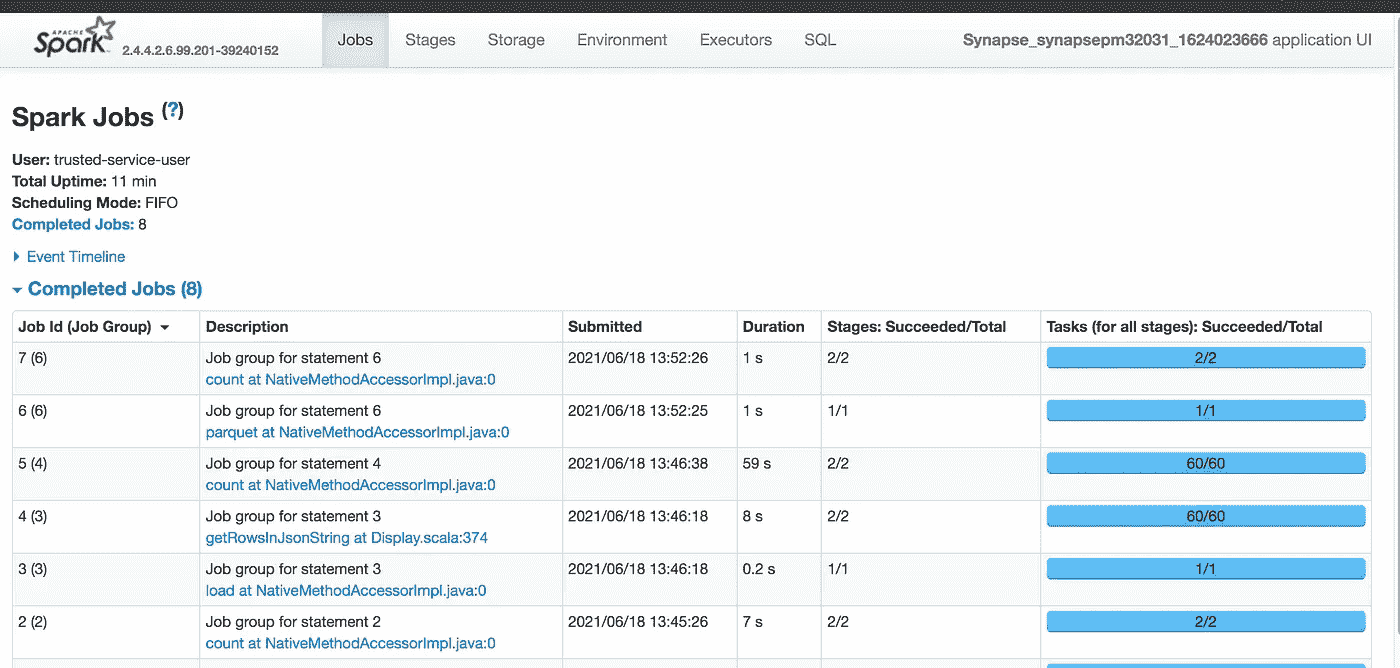 APACHE
Spark 2.4.4.2.6.99.201-39240152 Jobs Stages Storage Environment Executors SQL Synapse_synapsepm32031_1624023666 application UI
Spark Jobs (?)
User: trusted-service-user
Total Uptime: 11 min
Scheduling Mode: FIFO
Completed Jobs: 8
Event Timeline
Completed Jobs (8)
Job Id (Job Group) Description Submitted Duration Stages: Succeeded/Total Tasks (for all stages): Succeeded/Total
7 (6) Job group for statement 6 2021/06/18 13:52:26 1 s 2/2 2/2
count at NativeMethodAccessorImpl.java:0
6 (6) Job group for statement 6 2021/06/18 13:52:25 1 s 1/1 1/1
parquet at NativeMethodAccessorImpl.java:0
5 (4) Job group for statement 4 2021/06/18 13:46:38 59 s 2/2 60/60
count at NativeMethodAccessorImpl.java:0
4 (3) Job group for statement 3 2021/06/18 13:46:18 8 s 2/2 60/60
getRowsInJsonString at Display.scala:374
3 (3) Job group for statement 3 2021/06/18 13:46:18 0.2 s 1/1 1/1
load at NativeMethodAccessorImpl.java:0
2 (2) Job group for statement 2 2021/06/18 13:45:26 7 s 2/2 2/2
count at NativeMethodAccessorImpl.java:0